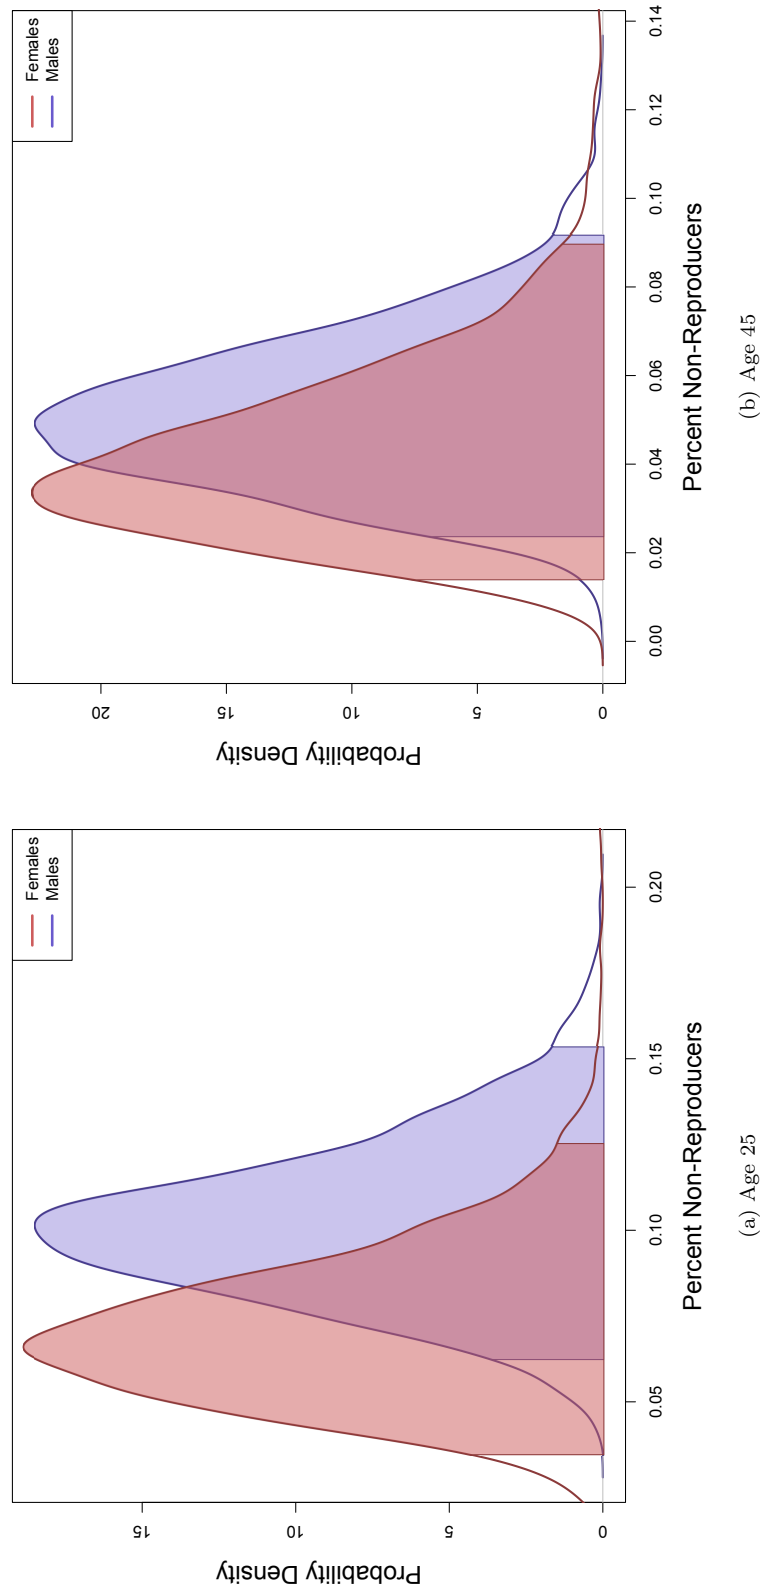 Probability Density
0
5
10
15
0.05
0.10
0.15
0.20
Percent Non-Reproducers
Females
Males
(a) Age 25
Probability Density
0
5
10
15
20
0.00
0.02
0.04
0.06
0.08
0.10
0.12
0.14
Percent Non-Reproducers
Females
Males
(b) Age 45